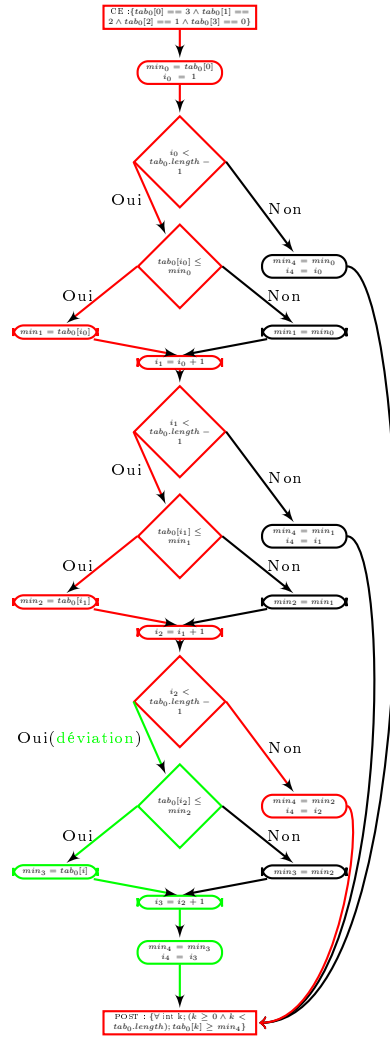 CE :{tab₀[0] == 3 ∧ tab₀[1] ==
2 ∧ tab₀[2] == 1 ∧ tab₀[3] == 0}
min₀ = tab₀[0]
i₀ = 1
i₀ <
tab₀.length −
1
Oui
Non
tab₀[i₀] ≤
min₀
min₄ = min₀
i₄ = i₀
Oui
Non
min₁ = tab₀[i₀]
min₁ = min₀
i₁ = i₀ + 1
i₁ <
tab₀.length −
1
Oui
Non
tab₀[i₁] ≤
min₁
min₄ = min₁
i₄ = i₁
Oui
Non
min₂ = tab₀[i₁]
min₂ = min₁
i₂ = i₁ + 1
i₂ <
tab₀.length −
1
Oui(déviation)
Non
tab₀[i₂] ≤
min₂
min₄ = min₂
i₄ = i₂
Oui
Non
min₃ = tab₀[i]
min₃ = min₂
i₃ = i₂ + 1
min₄ = min₃
i₄ = i₃
POST : {∀ int k; (k ≥ 0 ∧ k <
tab₀.length); tab₀[k] ≥ min₄}